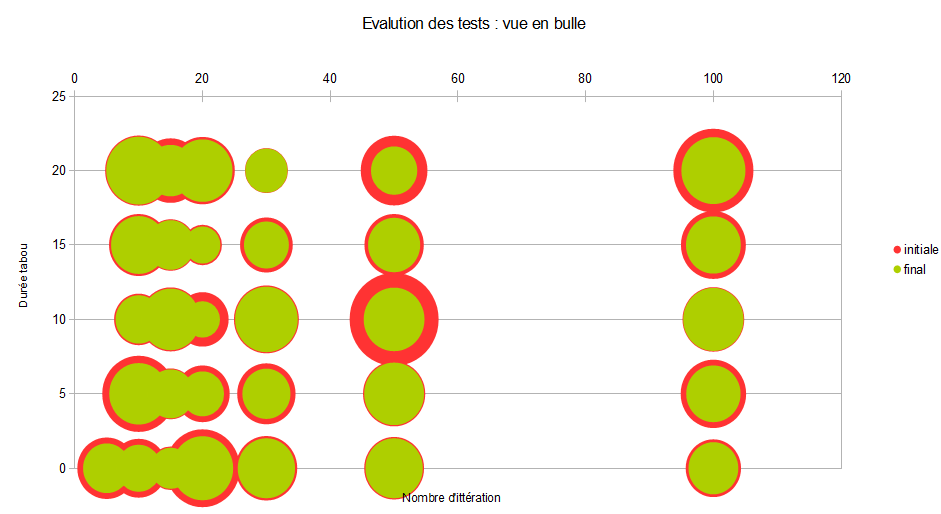 Evalution des tests : vue en bulle
0 20 40 60 80 100 120
25
20
15
10
5
0
Durée tabou
Nombre d'ittération
initiale
final